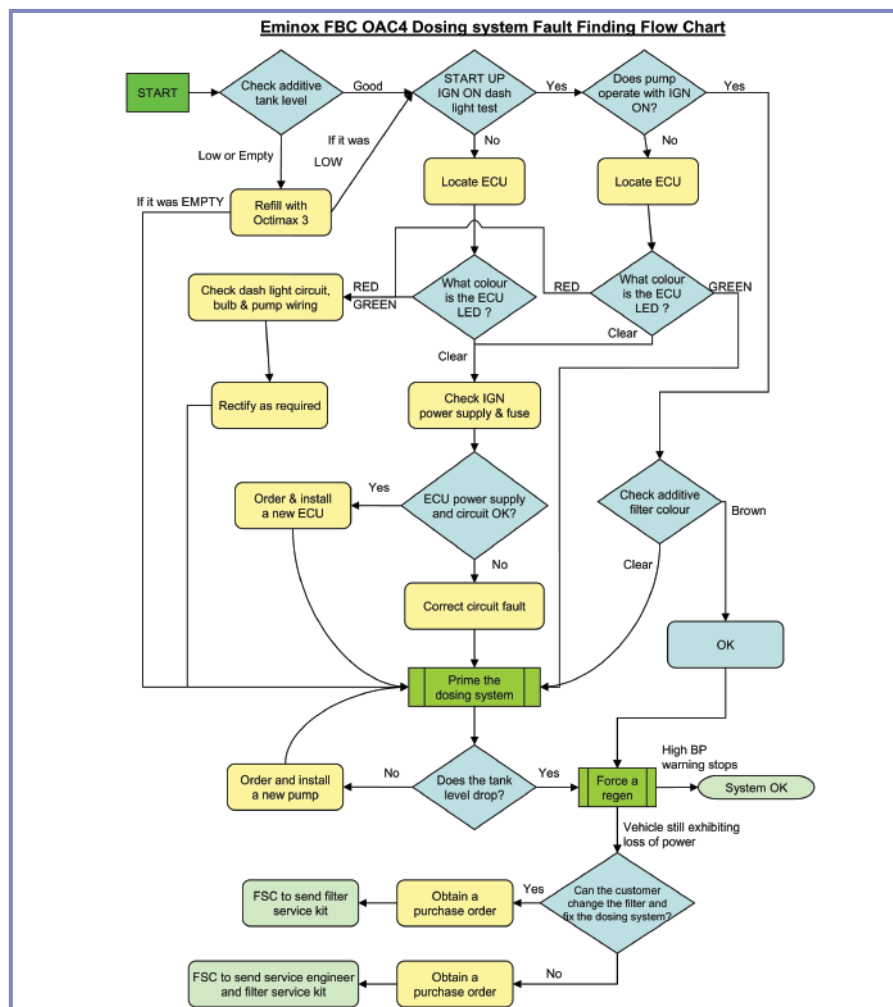 Eminox FBC OAC4 Dosing system Fault Finding Flow Chart
START
Check additive
tank level
Good
START UP
IGN ON dash
light test
Yes
Does pump
operate with IGN
ON?
Yes
Low or Empty
If it was
LOW
No
No
If it was EMPTY
Refill with
Octimax 3
Locate ECU
Locate ECU
Check dash light circuit,
bulb & pump wiring
RED
GREEN
What colour
is the ECU
LED ?
RED
What colour
is the ECU
LED ?
GREEN
Clear
Clear
Rectify as required
Check IGN
power supply & fuse
Order & install
a new ECU
Yes
ECU power supply
and circuit OK?
Check additive
filter colour
Brown
No
Clear
Correct circuit fault
OK
Prime the
dosing system
Order and install
a new pump
No
Does the tank
level drop?
Yes
Force a
regen
High BP
warning stops
System OK
Vehicle still exhibiting
loss of power
FSC to send filter
service kit
Obtain a
purchase order
Yes
Can the customer
change the filter and
fix the dosing system?
FSC to send service engineer
and filter service kit
Obtain a
purchase order
No